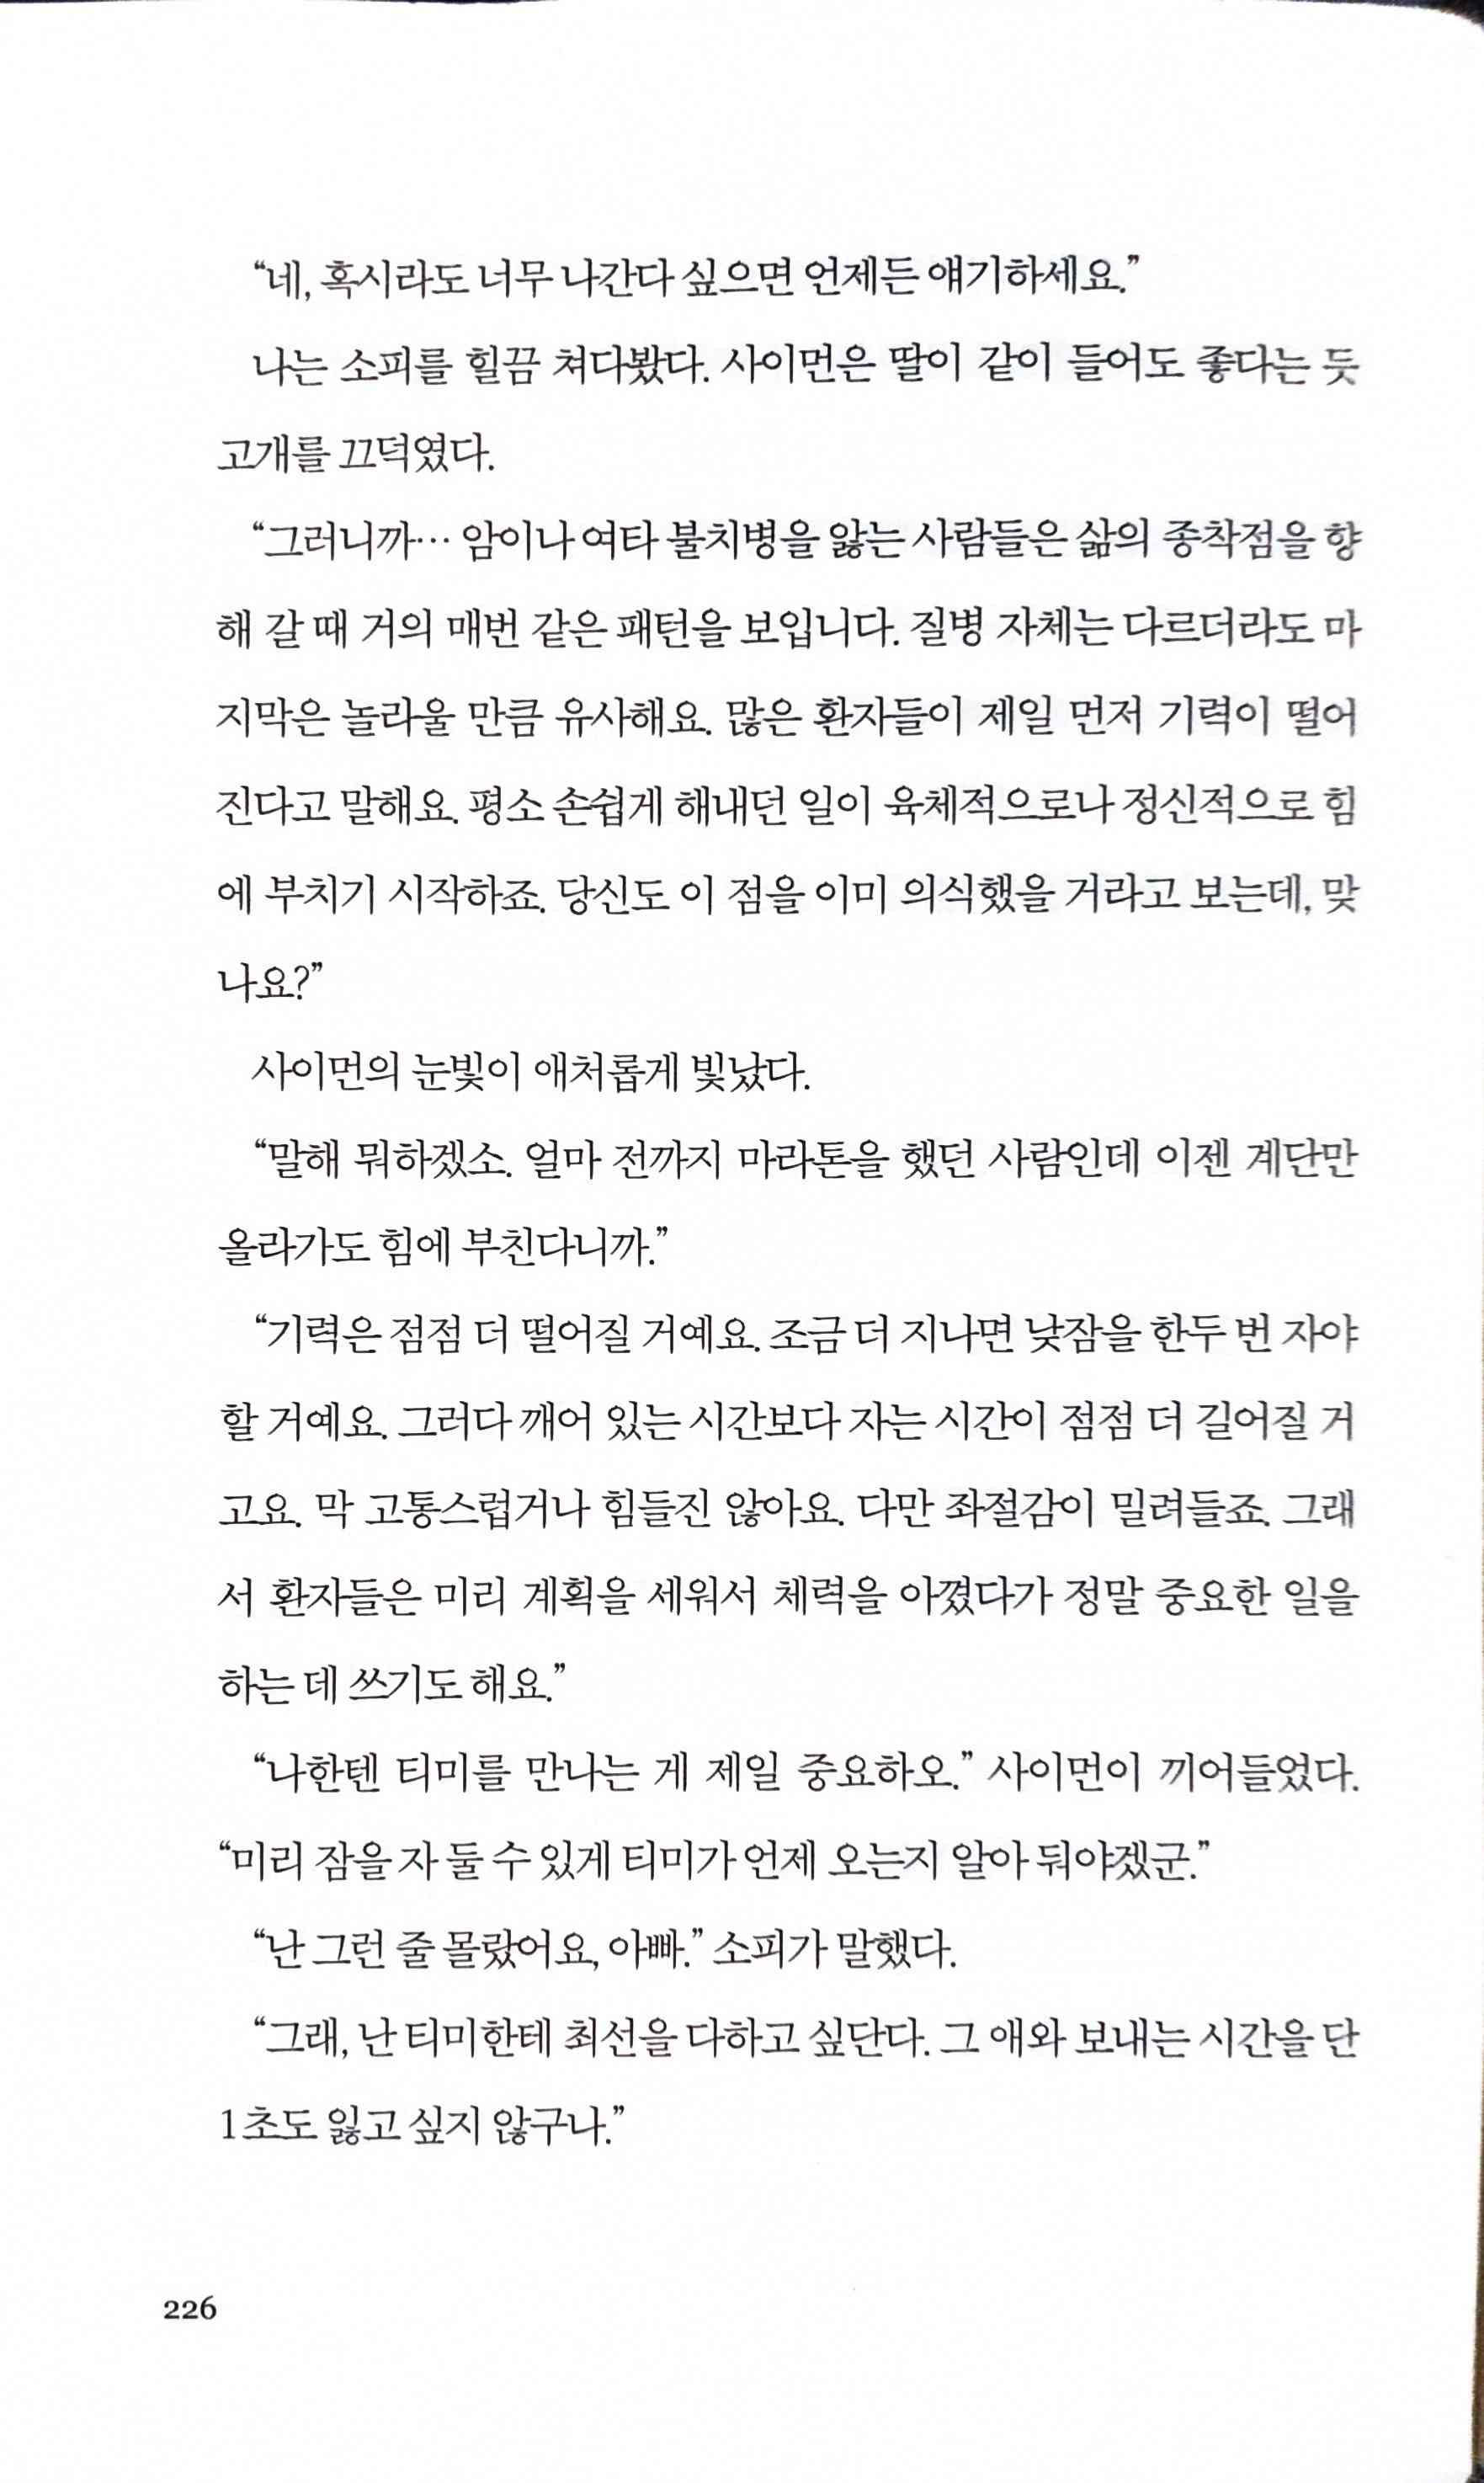 “네, 혹시라도 너무 나간다 싶으면 언제든 얘기하세요.”
나는 소피를 힐끔 쳐다봤다. 사이먼은 딸이 같이 들어도 좋다는 듯
고개를 끄덕였다.
“그러니까… 암이나 여타 불치병을 앓는 사람들은 삶의 종착점을 향
해 갈 때 거의 매번 같은 패턴을 보입니다. 질병 자체는 다르더라도 마
지막은 놀라울 만큼 유사해요. 많은 환자들이 제일 먼저 기력이 떨어
진다고 말해요. 평소 손쉽게 해내던 일이 육체적으로나 정신적으로 힘
에 부치기 시작하죠. 당신도 이 점을 이미 의식했을 거라고 보는데, 맞
나요?”
사이먼의 눈빛이 애처롭게 빛났다.
“말해 뭐하겠소. 얼마 전까지 마라톤을 했던 사람인데 이젠 계단만
올라가도 힘에 부친다니까.”
“기력은 점점 더 떨어질 거예요. 조금 더 지나면 낮잠을 한두 번 자야
할 거예요. 그러다 깨어 있는 시간보다 자는 시간이 점점 더 길어질 거
고요. 막 고통스럽거나 힘들진 않아요. 다만 좌절감이 밀려들죠. 그래
서 환자들은 미리 계획을 세워서 체력을 아꼈다가 정말 중요한 일을
하는 데 쓰기도 해요.”
“나한텐 티미를 만나는 게 제일 중요하오.” 사이먼이 끼어들었다.
“미리 잠을 자 둘 수 있게 티미가 언제 오는지 알아 둬야겠군.”
“난 그런 줄 몰랐어요, 아빠.” 소피가 말했다.
“그래, 난 티미한테 최선을 다하고 싶단다. 그 애와 보내는 시간을 단
1초도 잃고 싶지 않구나.”
226